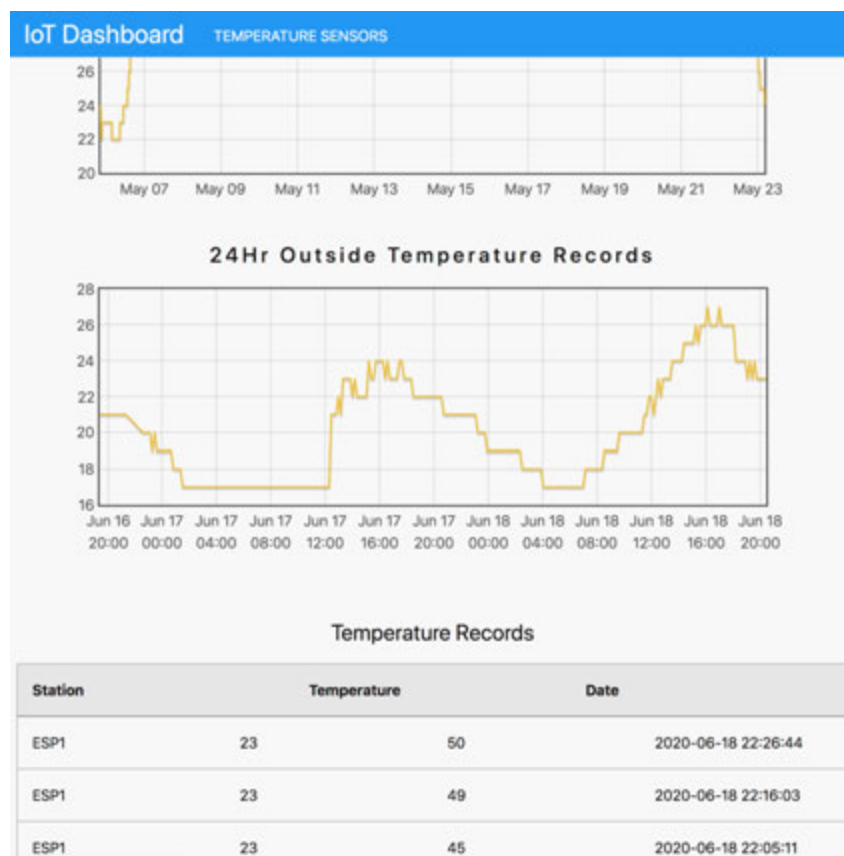 IoT Dashboard TEMPERATURE SENSORS
26
24
22
20
May 07 May 09 May 11 May 13 May 15 May 17 May 19 May 21 May 23
24Hr Outside Temperature Records
28
26
24
22
20
18
16
Jun 16 Jun 17 Jun 17 Jun 17 Jun 17 Jun 17 Jun 17 Jun 18 Jun 18 Jun 18 Jun 18 Jun 18 Jun 18
20:00 00:00 04:00 08:00 12:00 16:00 20:00 00:00 04:00 08:00 12:00 16:00 20:00
Temperature Records
Station Temperature Date
ESP1 23 50 2020-06-18 22:26:44
ESP1 23 49 2020-06-18 22:16:03
ESP1 23 45 2020-06-18 22:05:11